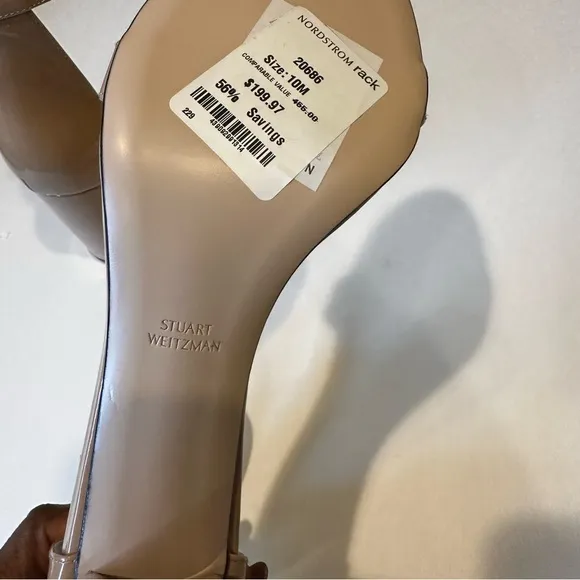 NORDSTROM rack
20686
Size: 10M
COMPARABLE VALUE 455.00
$199.97
56% Savings
229
STUART
WEITZMAN